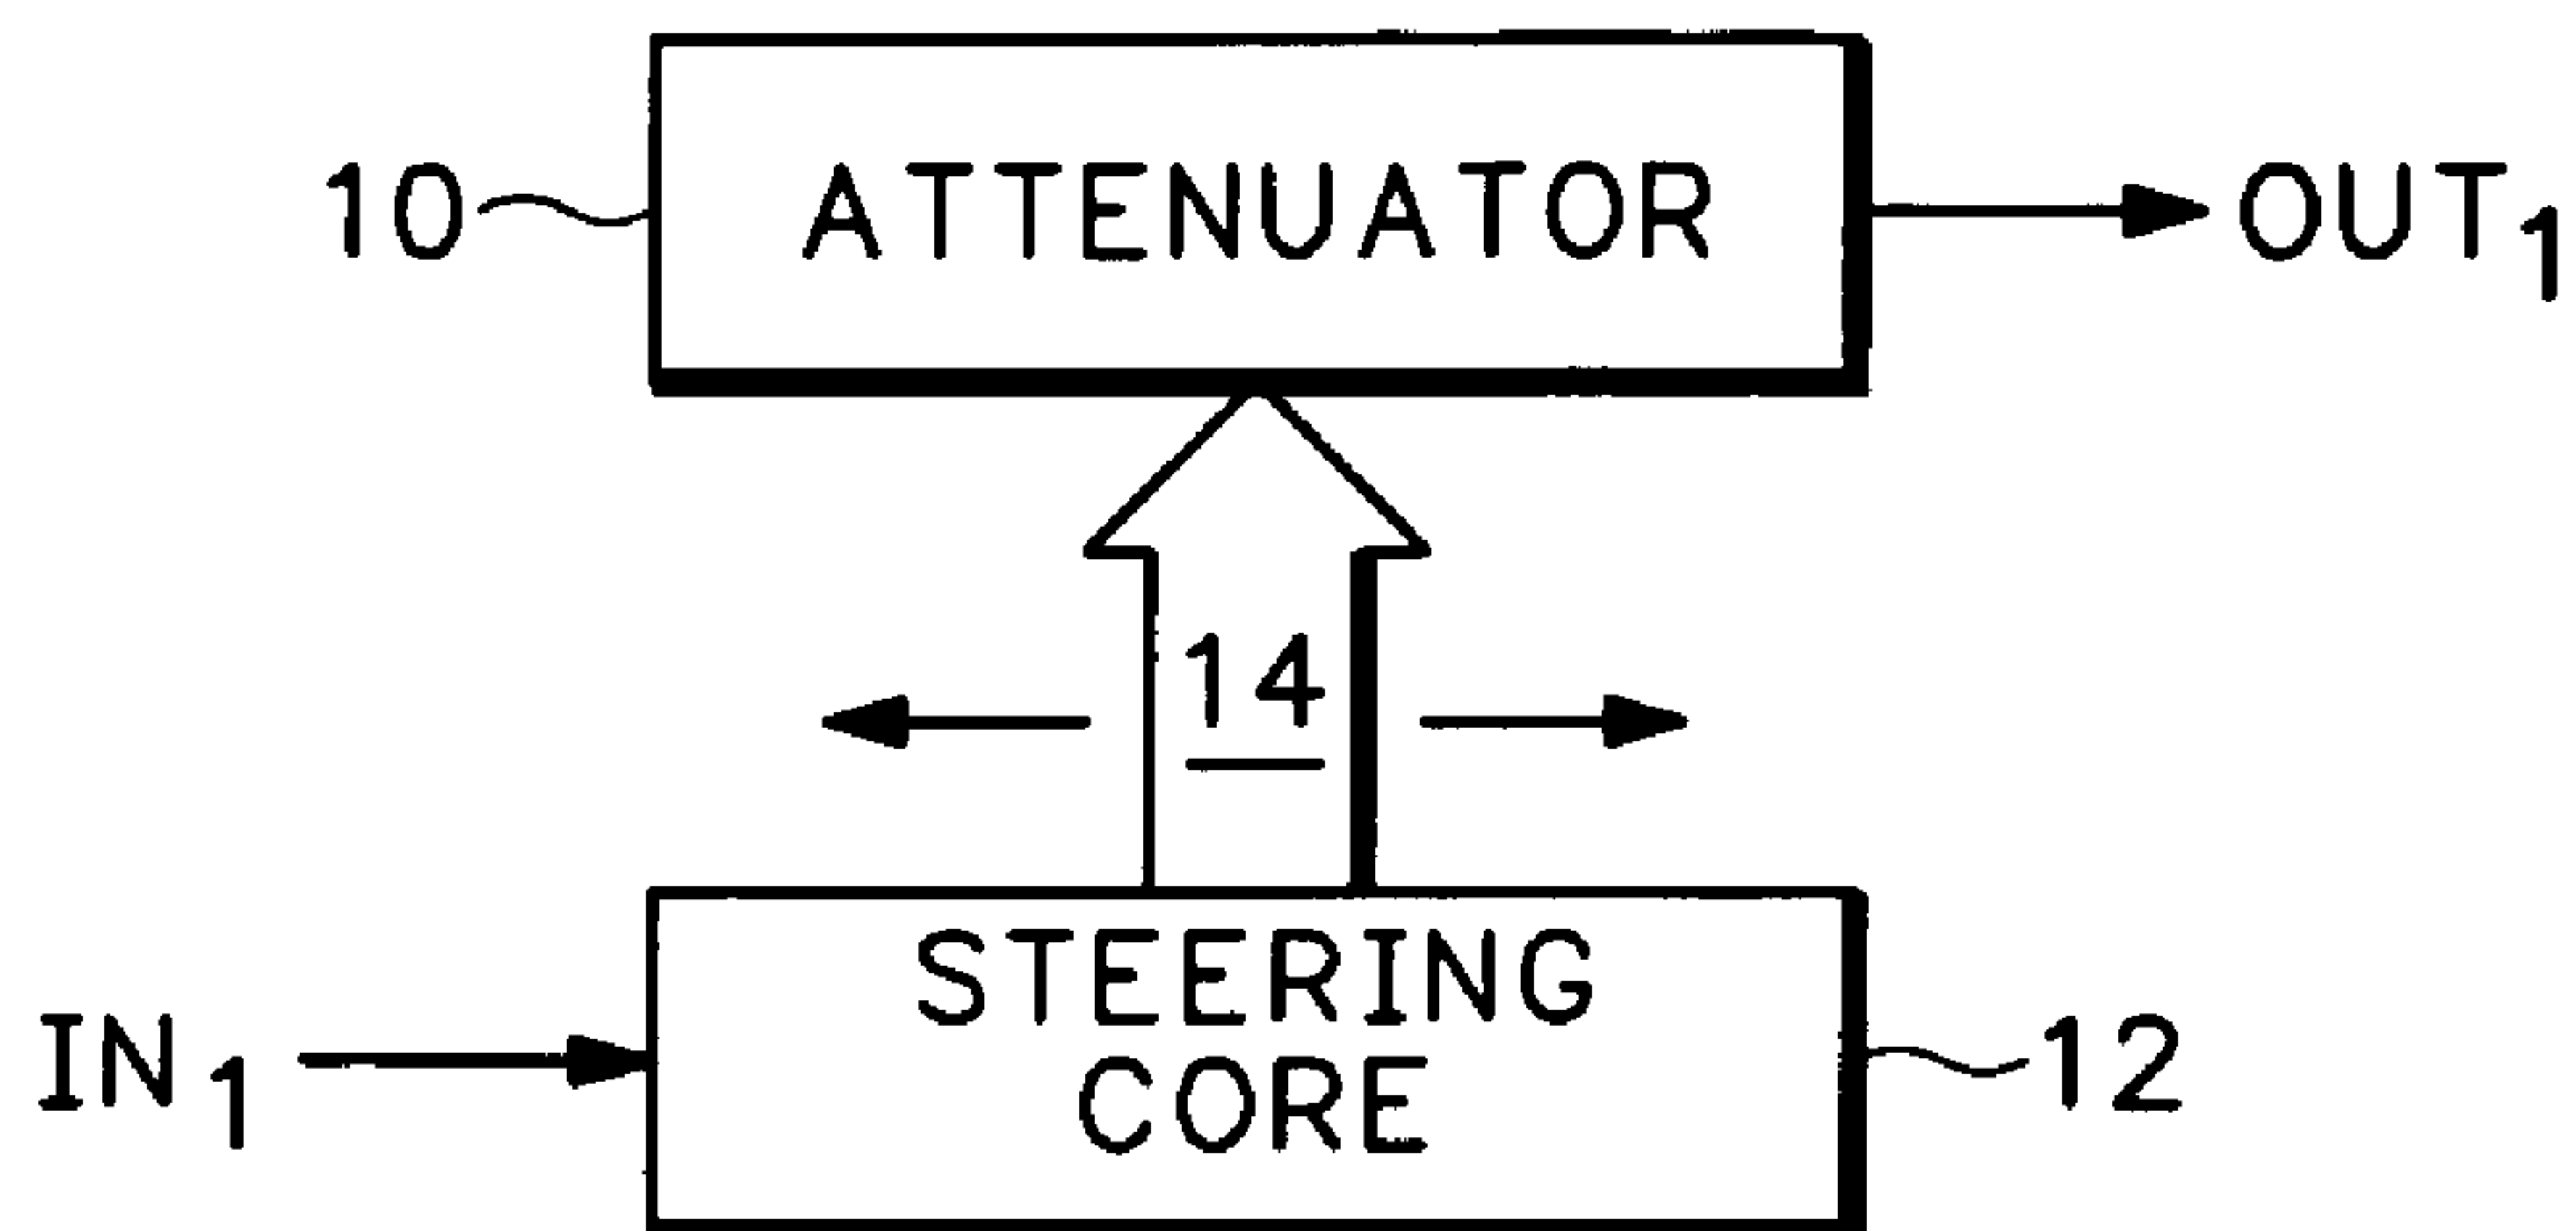 10
ATTENUATOR
OUT1
14
STEERING
CORE
IN1
12